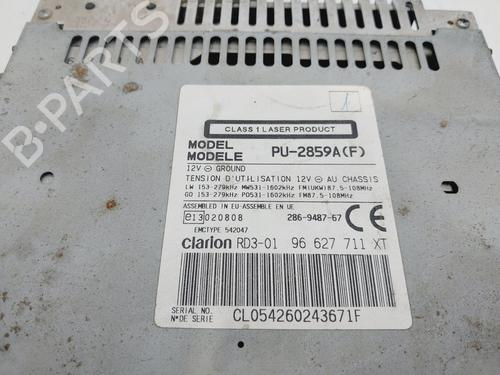 1
CLASS 1 LASER PRODUCT
MODEL
MODELE PU-2859A(F)
12V ⊖ GROUND
TENSION D'UTILISATION 12V ⊖ AU CHASSIS
LW 153-279kHz MW531-1602kHz FM(UKW)87.5-108MHz
GO 153-279kHz PO531-1602kHz FM87.5-108MHz
ASSEMBLED IN EU-ASSEMBLE EN UE
e13 020808 286-9487-67 CE
EMCTYPE 542047
clarion RD3-01 96 627 711 XT
SERIAL NO.
N° DE SERIE CL054260243671F
B-PARTS